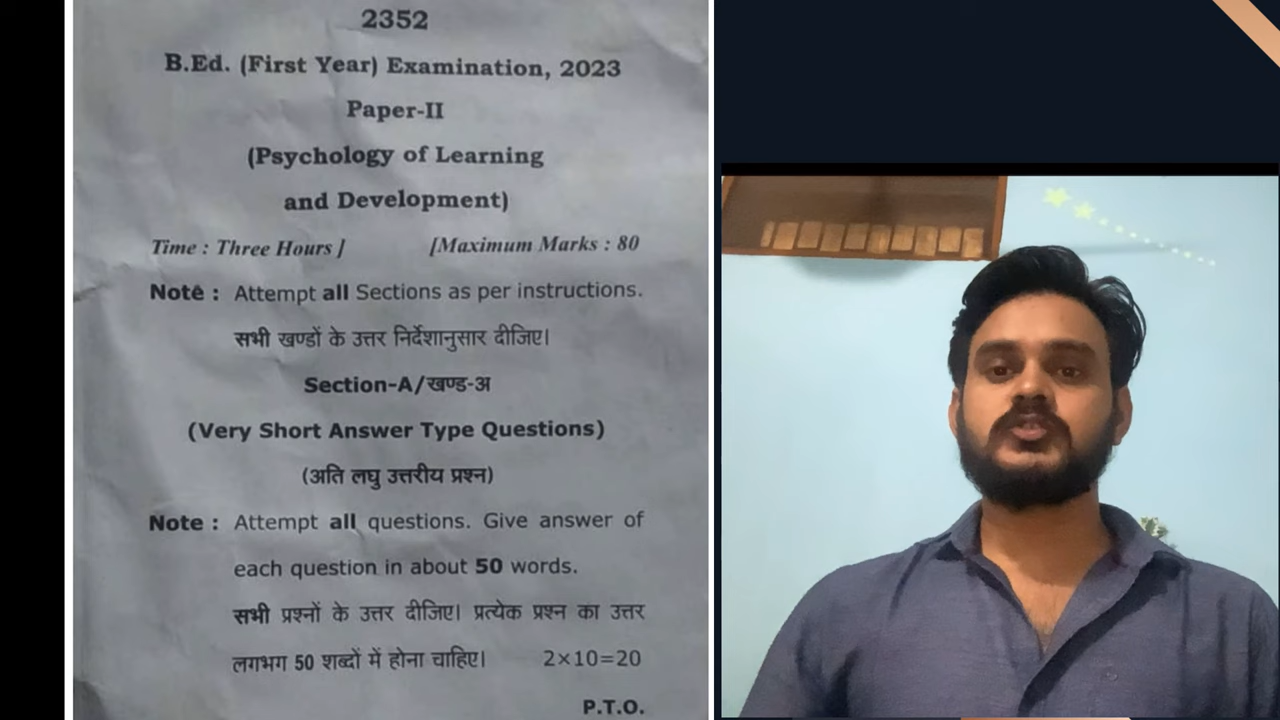 2352
B.Ed. (First Year) Examination, 2023
Paper-II
(Psychology of Learning
and Development)
Time : Three Hours ] [Maximum Marks : 80
Note : Attempt all Sections as per instructions.
सभी खण्डों के उत्तर निर्देशानुसार दीजिए।
Section-A/खण्ड-अ
(Very Short Answer Type Questions)
(अति लघु उत्तरीय प्रश्न)
Note : Attempt all questions. Give answer of
each question in about 50 words.
सभी प्रश्नों के उत्तर दीजिए। प्रत्येक प्रश्न का उत्तर
लगभग 50 शब्दों में होना चाहिए। 2×10=20
P.T.O.